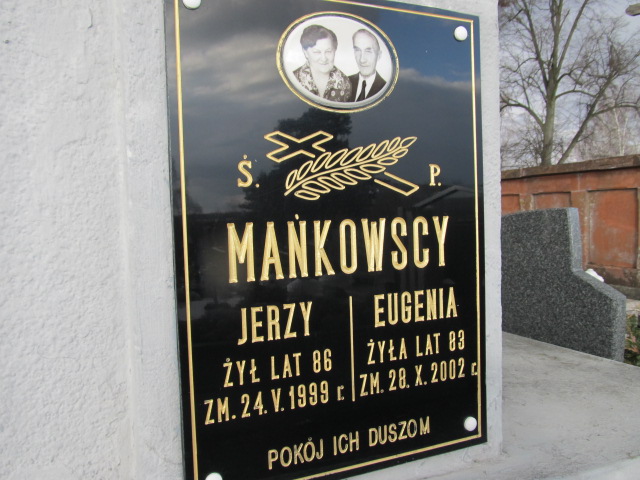 Ś. P.
MAŃKOWSCY
JERZY
ŻYŁ LAT 86
ZM. 24.V.1999 r.
EUGENIA
ŻYŁA LAT 83
ZM. 28.X.2002 r.
POKÓJ ICH DUSZOM